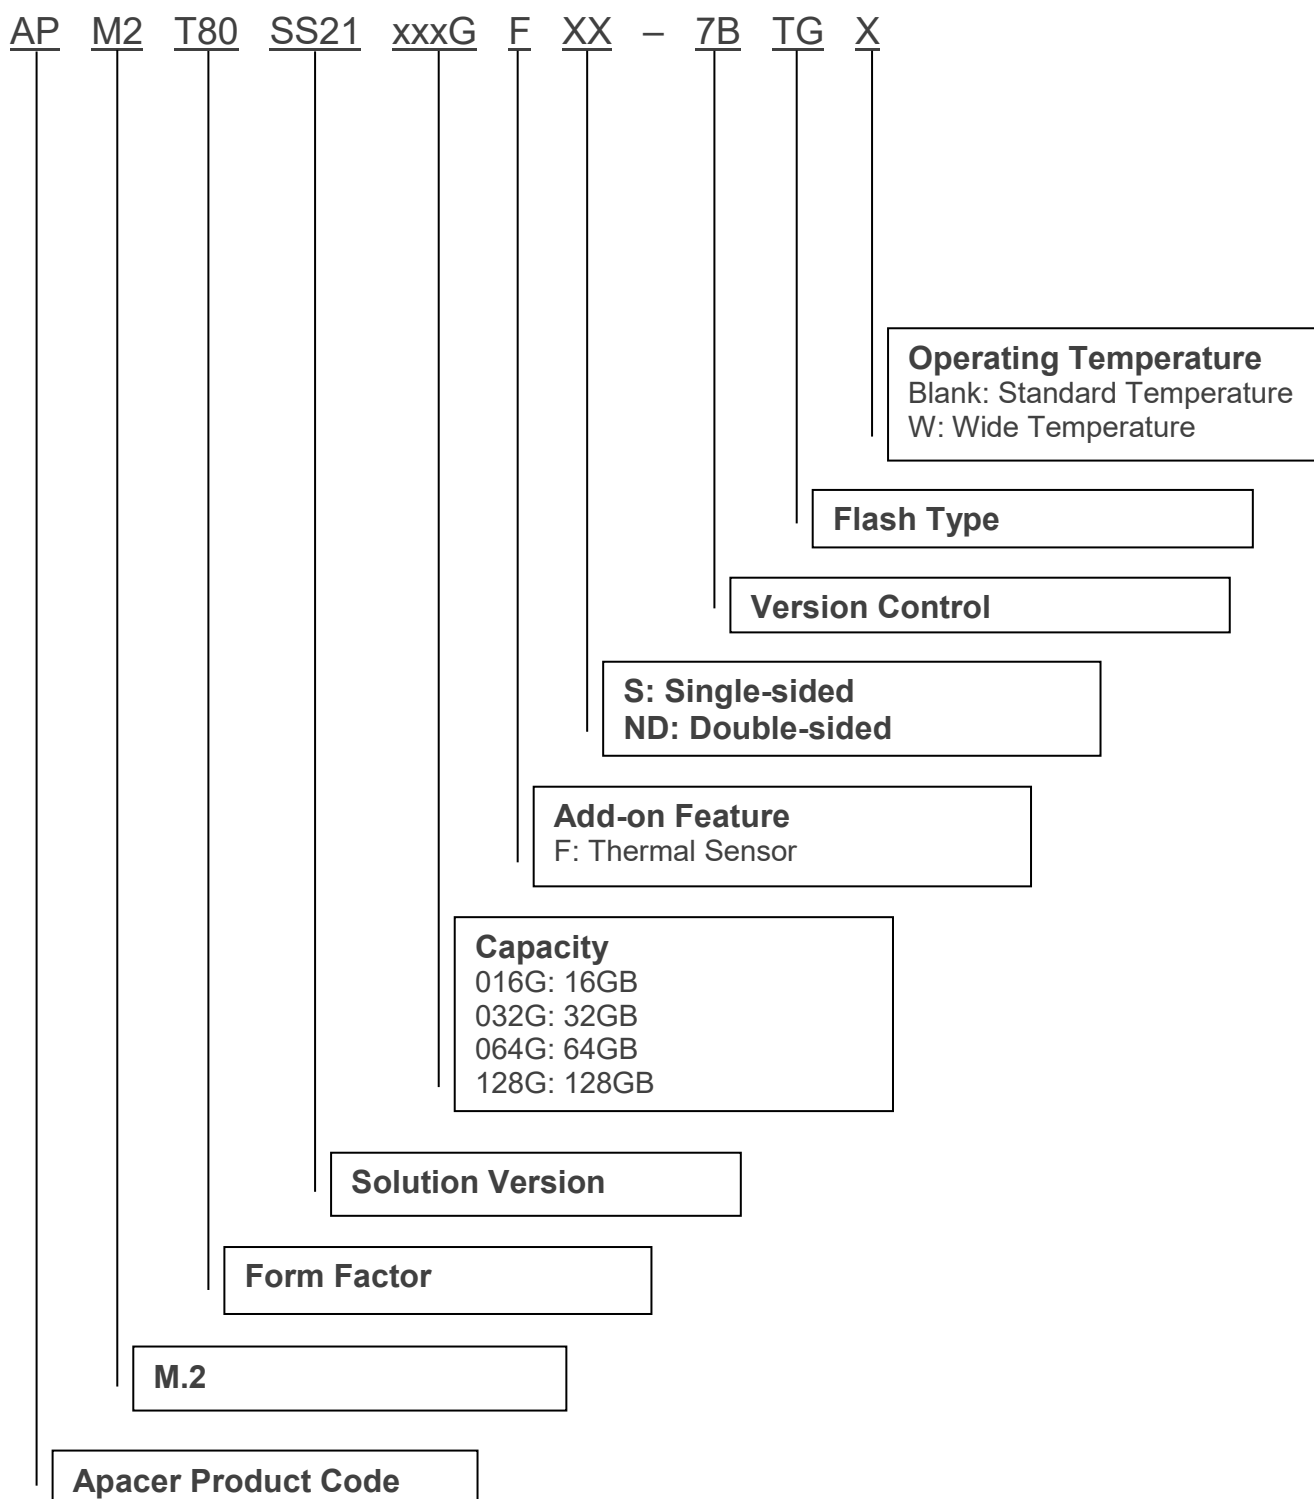 AP M2 T80 SS21 xxxG F XX – 7B TG X
Operating Temperature
Blank: Standard Temperature
W: Wide Temperature
Flash Type
Version Control
S: Single-sided
ND: Double-sided
Add-on Feature
F: Thermal Sensor
Capacity
016G: 16GB
032G: 32GB
064G: 64GB
128G: 128GB
Solution Version
Form Factor
M.2
Apacer Product Code